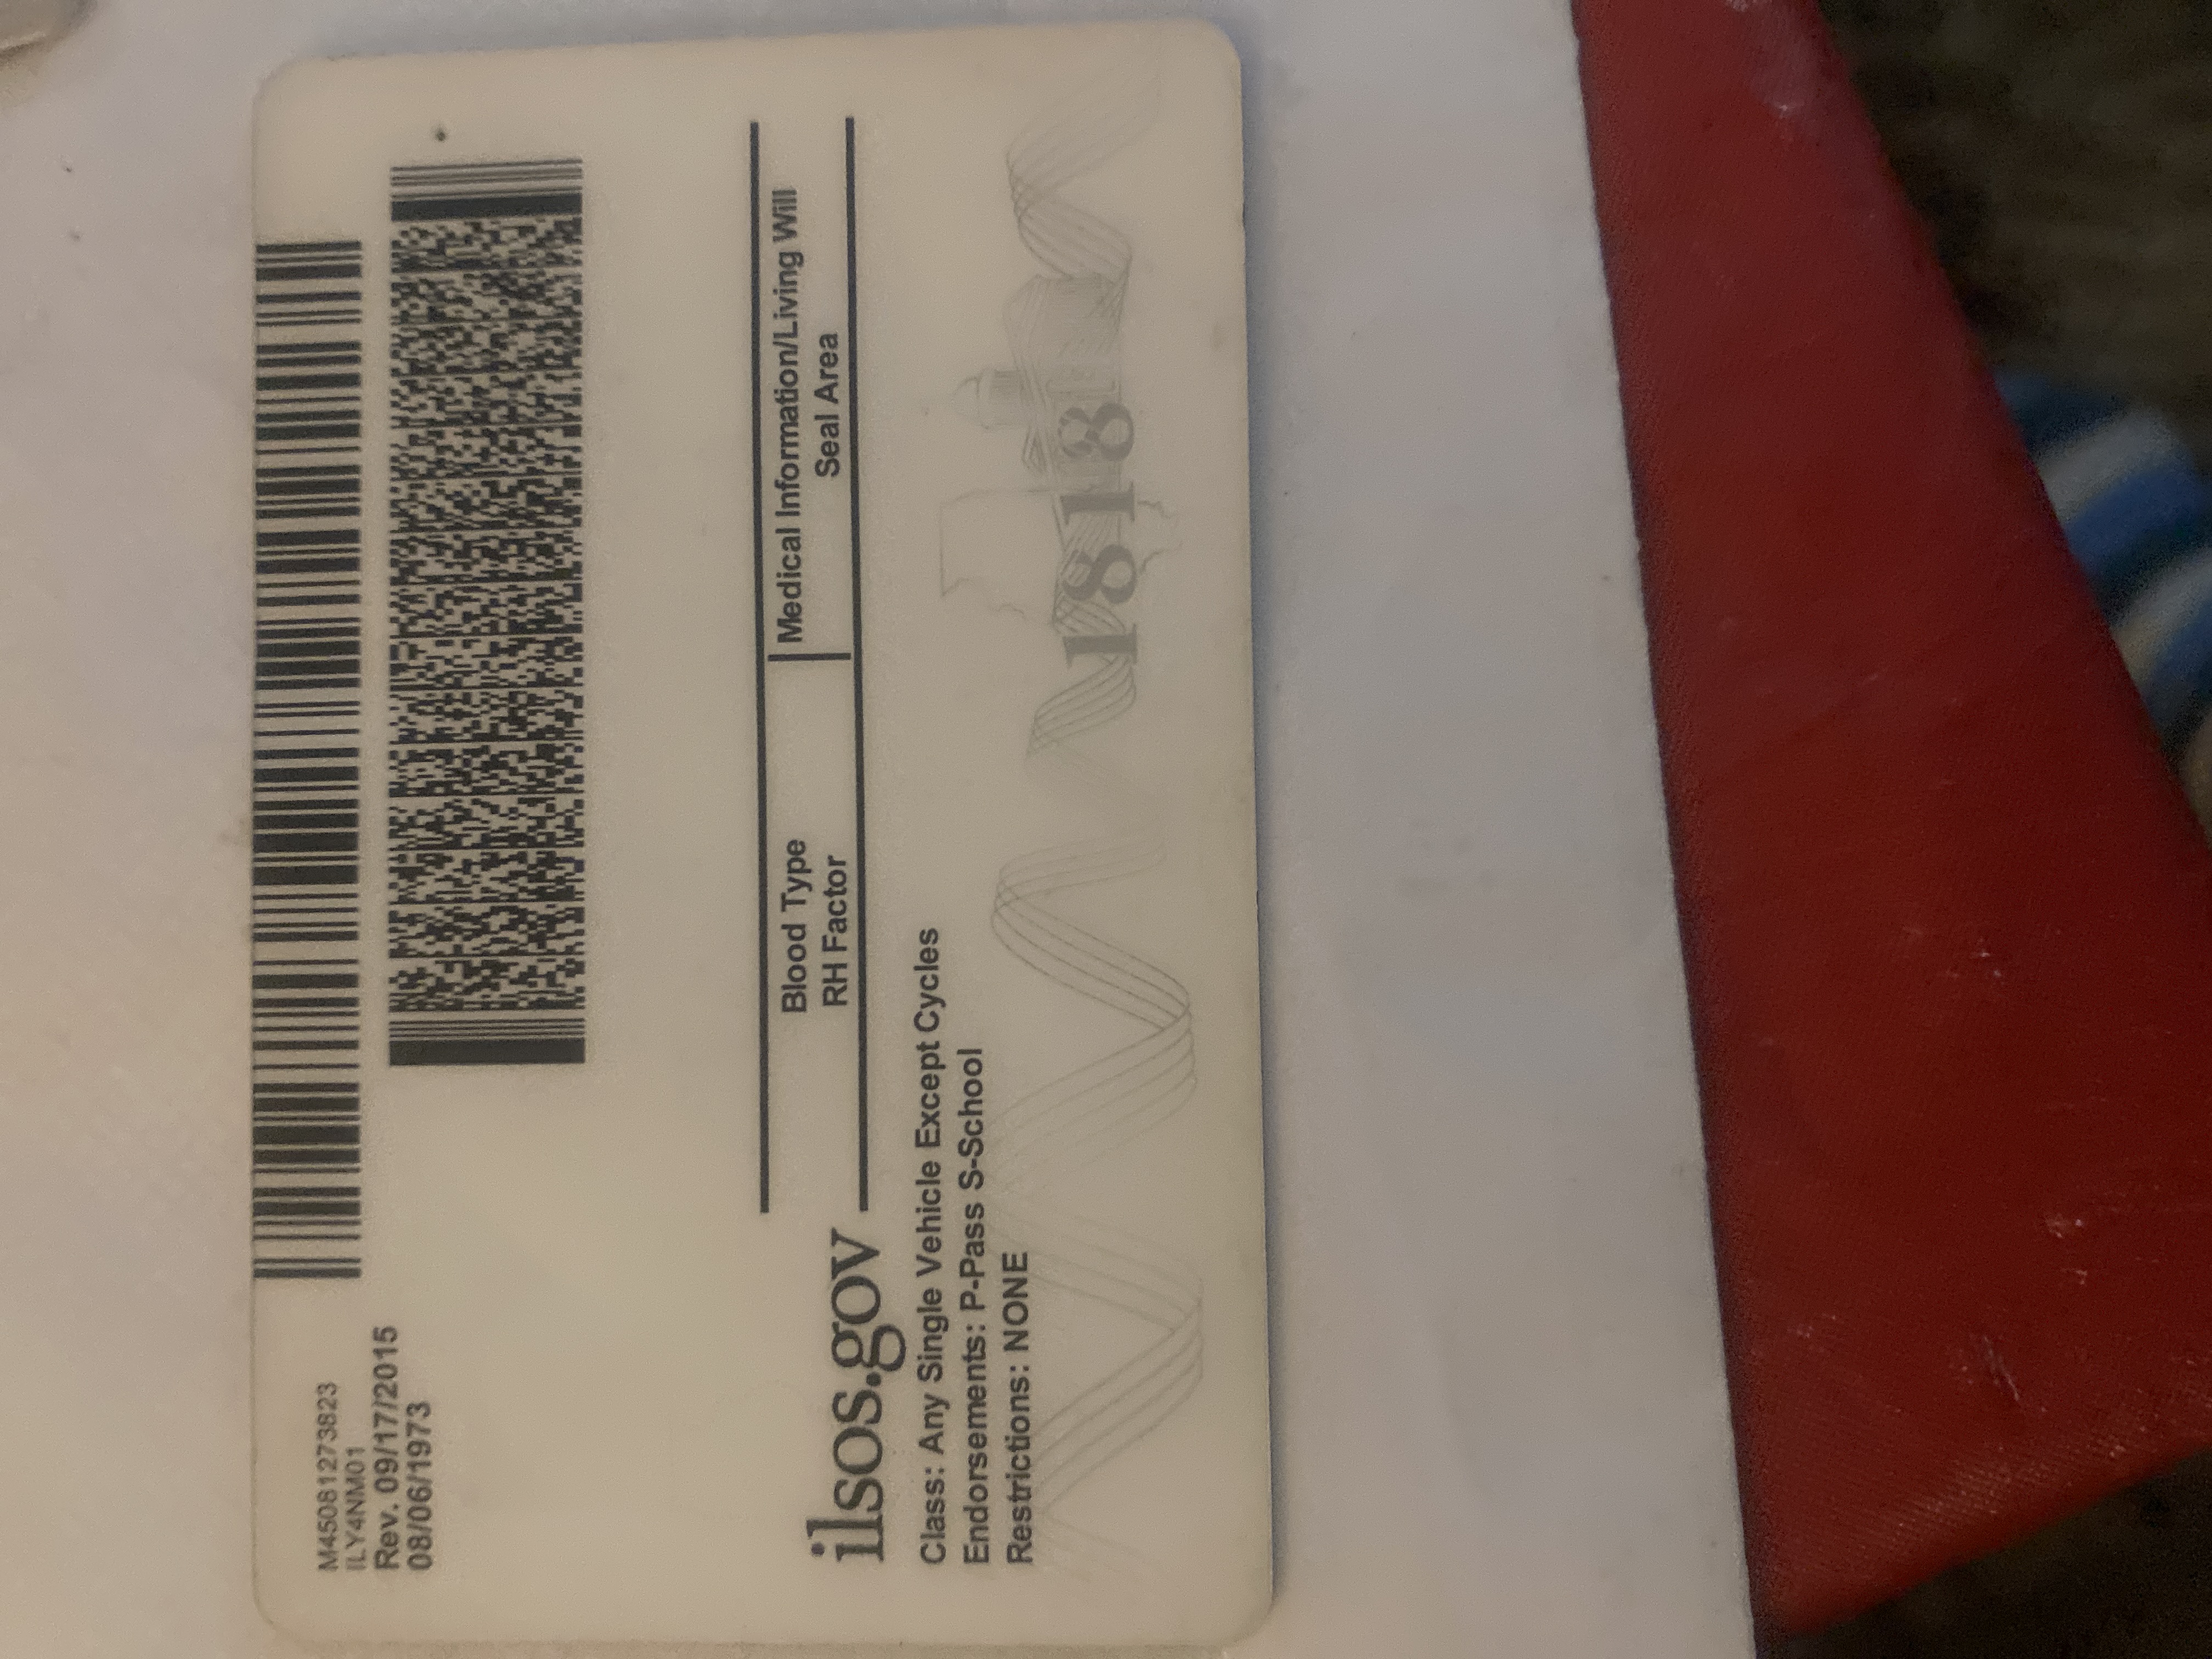 M45081273823
ILY4NM01
Rev. 09/17/2015
08/06/1973
Blood Type
RH Factor
Medical Information/Living Will
Seal Area
ilsos.gov
Class: Any Single Vehicle Except Cycles
Endorsements: P-Pass S-School
Restrictions: NONE
1818